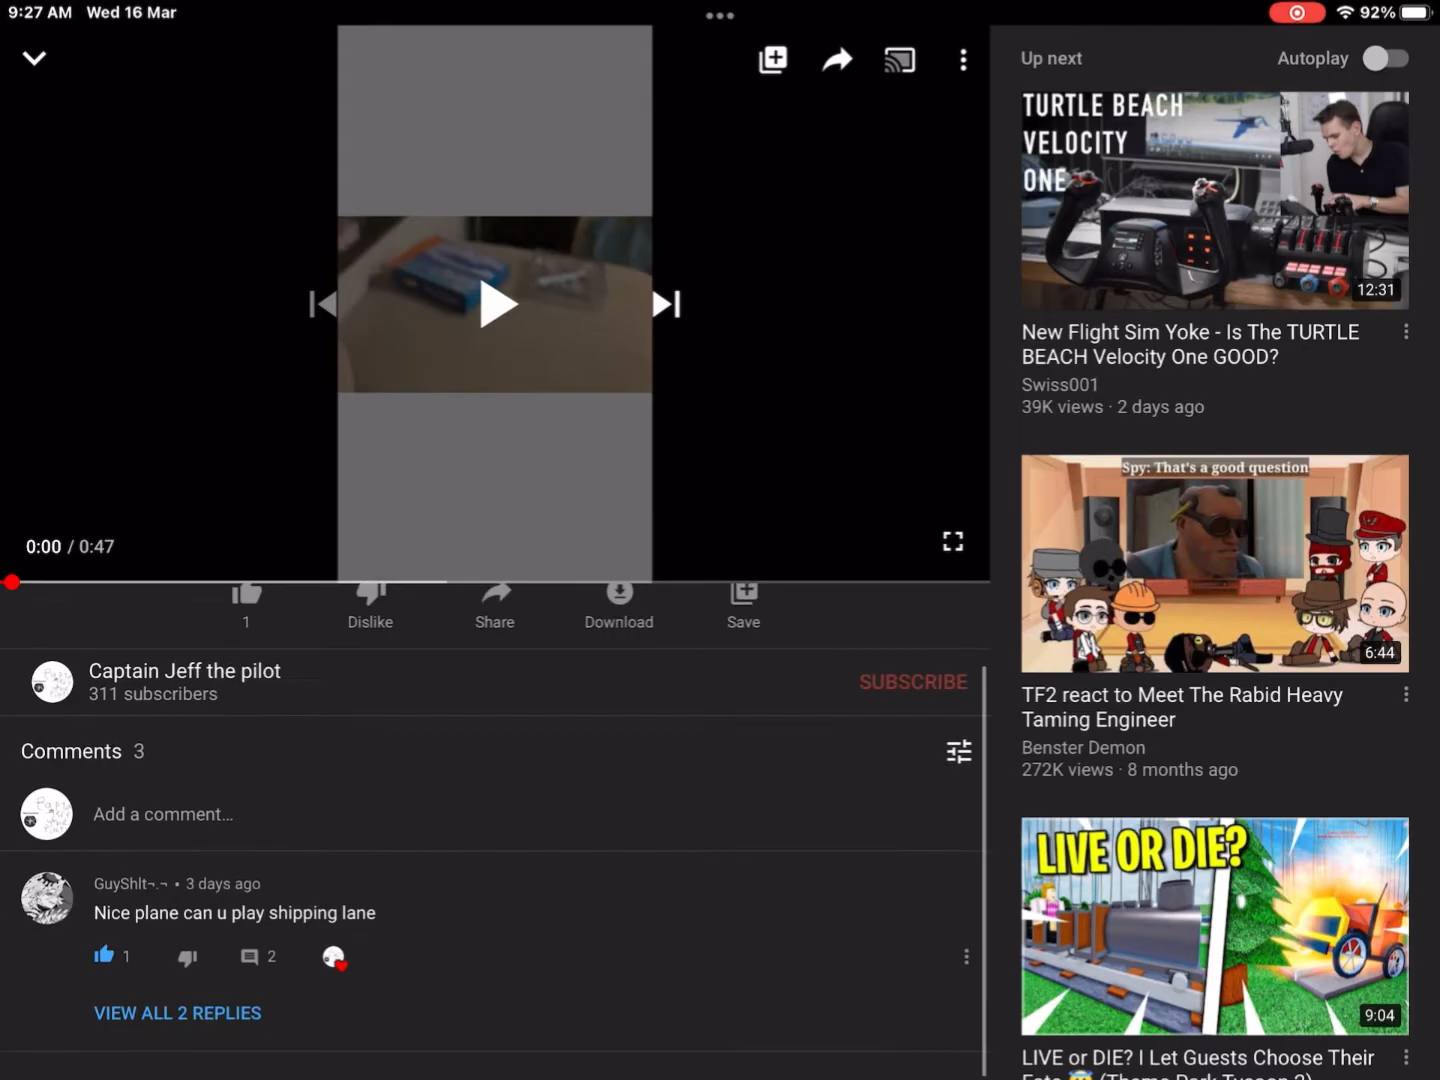 9:27 AM Wed 16 Mar
92%
Up next
Autoplay
TURTLE BEACH
VELOCITY
ONE
12:31
New Flight Sim Yoke - Is The TURTLE
BEACH Velocity One GOOD?
Swiss001
39K views · 2 days ago
0:00 / 0:47
1
Dislike
Share
Download
Save
Captain Jeff the pilot
311 subscribers
SUBSCRIBE
Comments 3
Add a comment...
GuyShlt¬.¬ • 3 days ago
Nice plane can u play shipping lane
1
2
VIEW ALL 2 REPLIES
Spy: That's a good question
6:44
TF2 react to Meet The Rabid Heavy
Taming Engineer
Benster Demon
272K views · 8 months ago
LIVE OR DIE?
9:04
LIVE or DIE? I Let Guests Choose Their